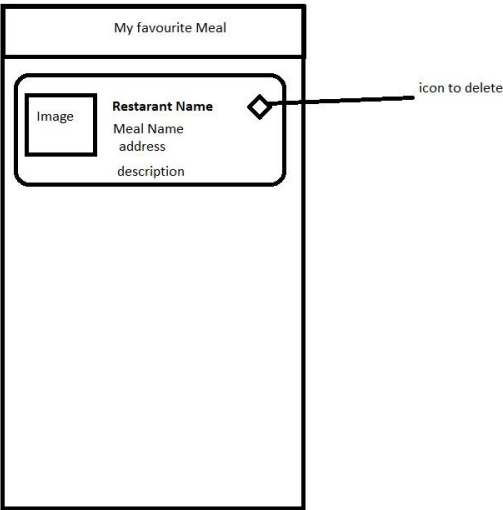 My favourite Meal
icon to delete
Image
Restarant Name
Meal Name
address
description